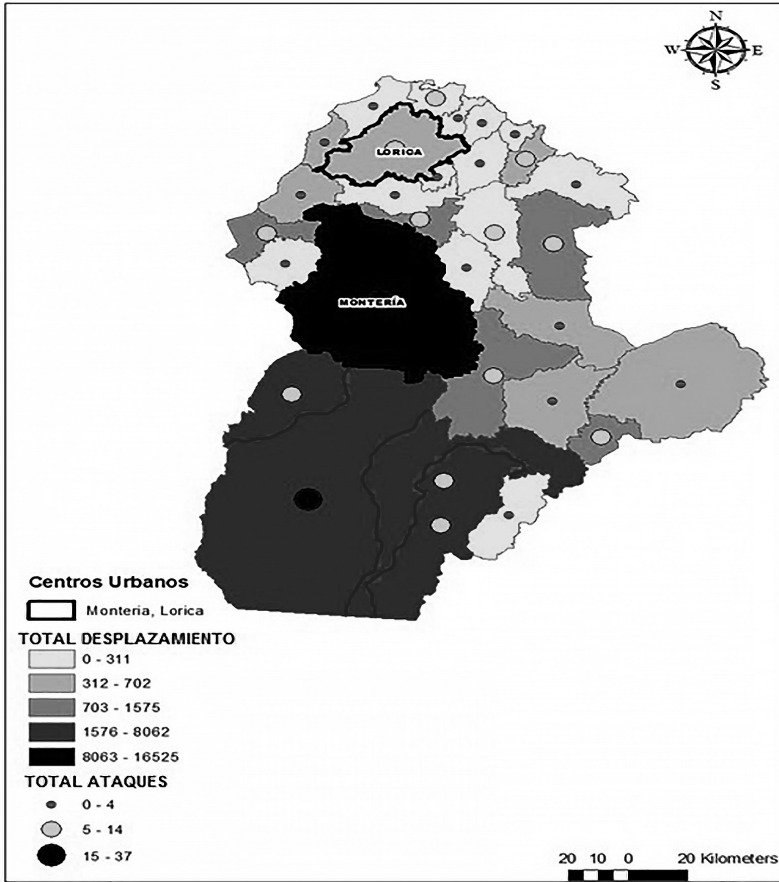 N
W E
S
LORICA
MONTERÍA
Centros Urbanos
Monteria, Lorica
TOTAL DESPLAZAMIENTO
0 - 311
312 - 702
703 - 1575
1576 - 8062
8063 - 16525
TOTAL ATAQUES
0 - 4
5 - 14
15 - 37
20 10 0 20 Kilometers